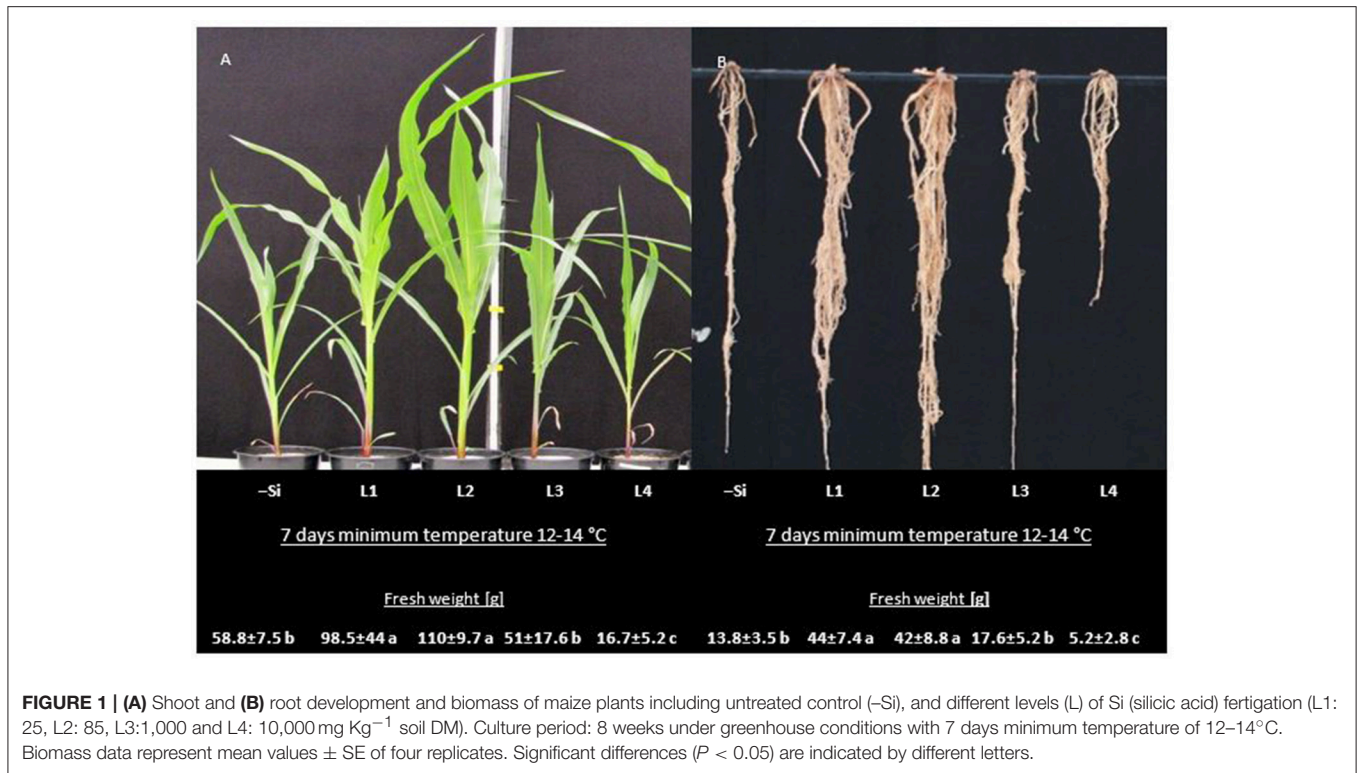 A
B
–Si L1 L2 L3 L4 –Si L1 L2 L3 L4
7 days minimum temperature 12-14 °C 7 days minimum temperature 12-14 °C
Fresh weight [g] Fresh weight [g]
58.8±7.5 b 98.5±44 a 110±9.7 a 51±17.6 b 16.7±5.2 c 13.8±3.5 b 44±7.4 a 42±8.8 a 17.6±5.2 b 5.2±2.8 c
FIGURE 1 | (A) Shoot and (B) root development and biomass of maize plants including untreated control (–Si), and different levels (L) of Si (silicic acid) fertigation (L1:
25, L2: 85, L3:1,000 and L4: 10,000 mg Kg−1 soil DM). Culture period: 8 weeks under greenhouse conditions with 7 days minimum temperature of 12–14°C.
Biomass data represent mean values ± SE of four replicates. Significant differences (P < 0.05) are indicated by different letters.